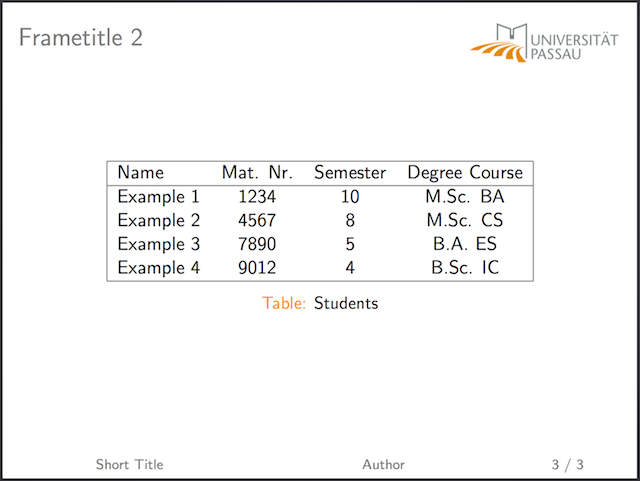 Frametitle 2
UNIVERSITÄT
PASSAU
Name Mat. Nr. Semester Degree Course
Example 1 1234 10 M.Sc. BA
Example 2 4567 8 M.Sc. CS
Example 3 7890 5 B.A. ES
Example 4 9012 4 B.Sc. IC
Table: Students
Short Title Author 3 / 3